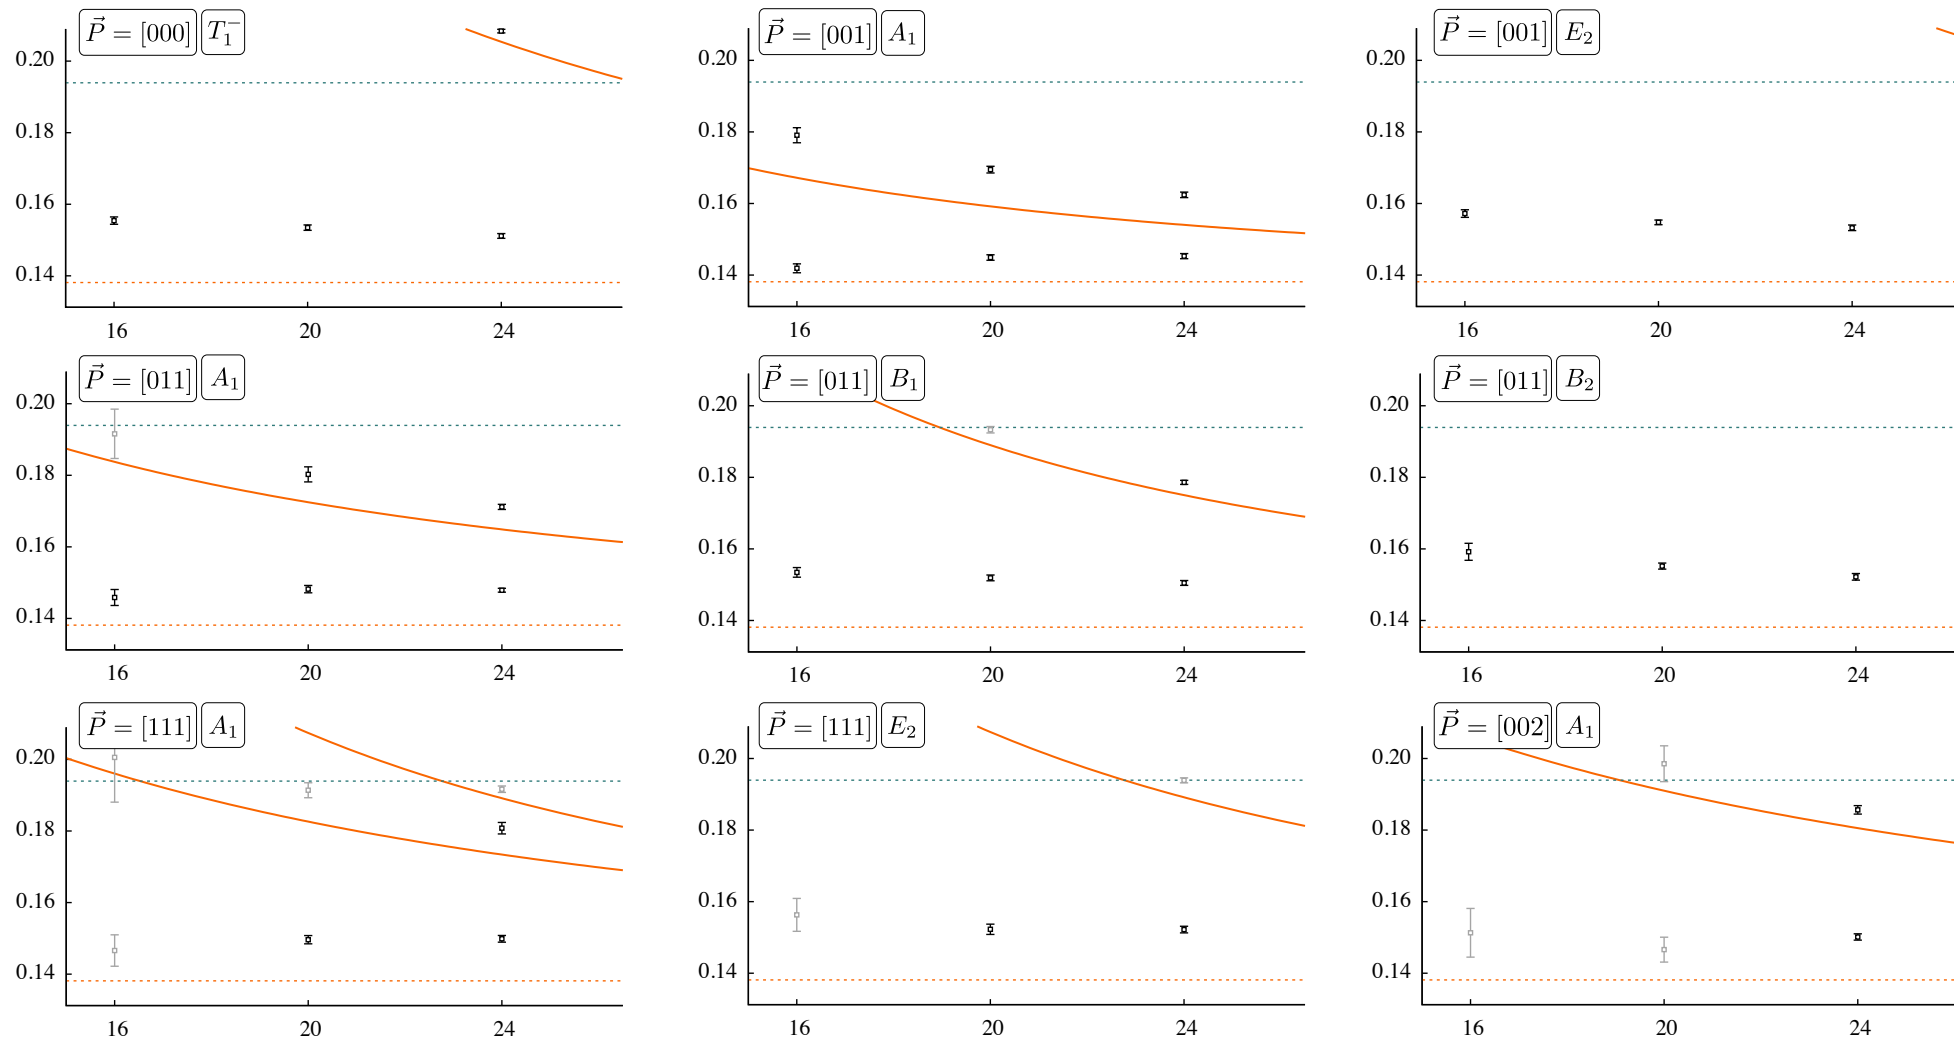 P⃗ = [000] T₁⁻
0.20
0.18
0.16
0.14
16 20 24
P⃗ = [001] A₁
0.20
0.18
0.16
0.14
16 20 24
P⃗ = [001] E₂
0.20
0.18
0.16
0.14
16 20 24
P⃗ = [011] A₁
0.20
0.18
0.16
0.14
16 20 24
P⃗ = [011] B₁
0.20
0.18
0.16
0.14
16 20 24
P⃗ = [011] B₂
0.20
0.18
0.16
0.14
16 20 24
P⃗ = [111] A₁
0.20
0.18
0.16
0.14
16 20 24
P⃗ = [111] E₂
0.20
0.18
0.16
0.14
16 20 24
P⃗ = [002] A₁
0.20
0.18
0.16
0.14
16 20 24